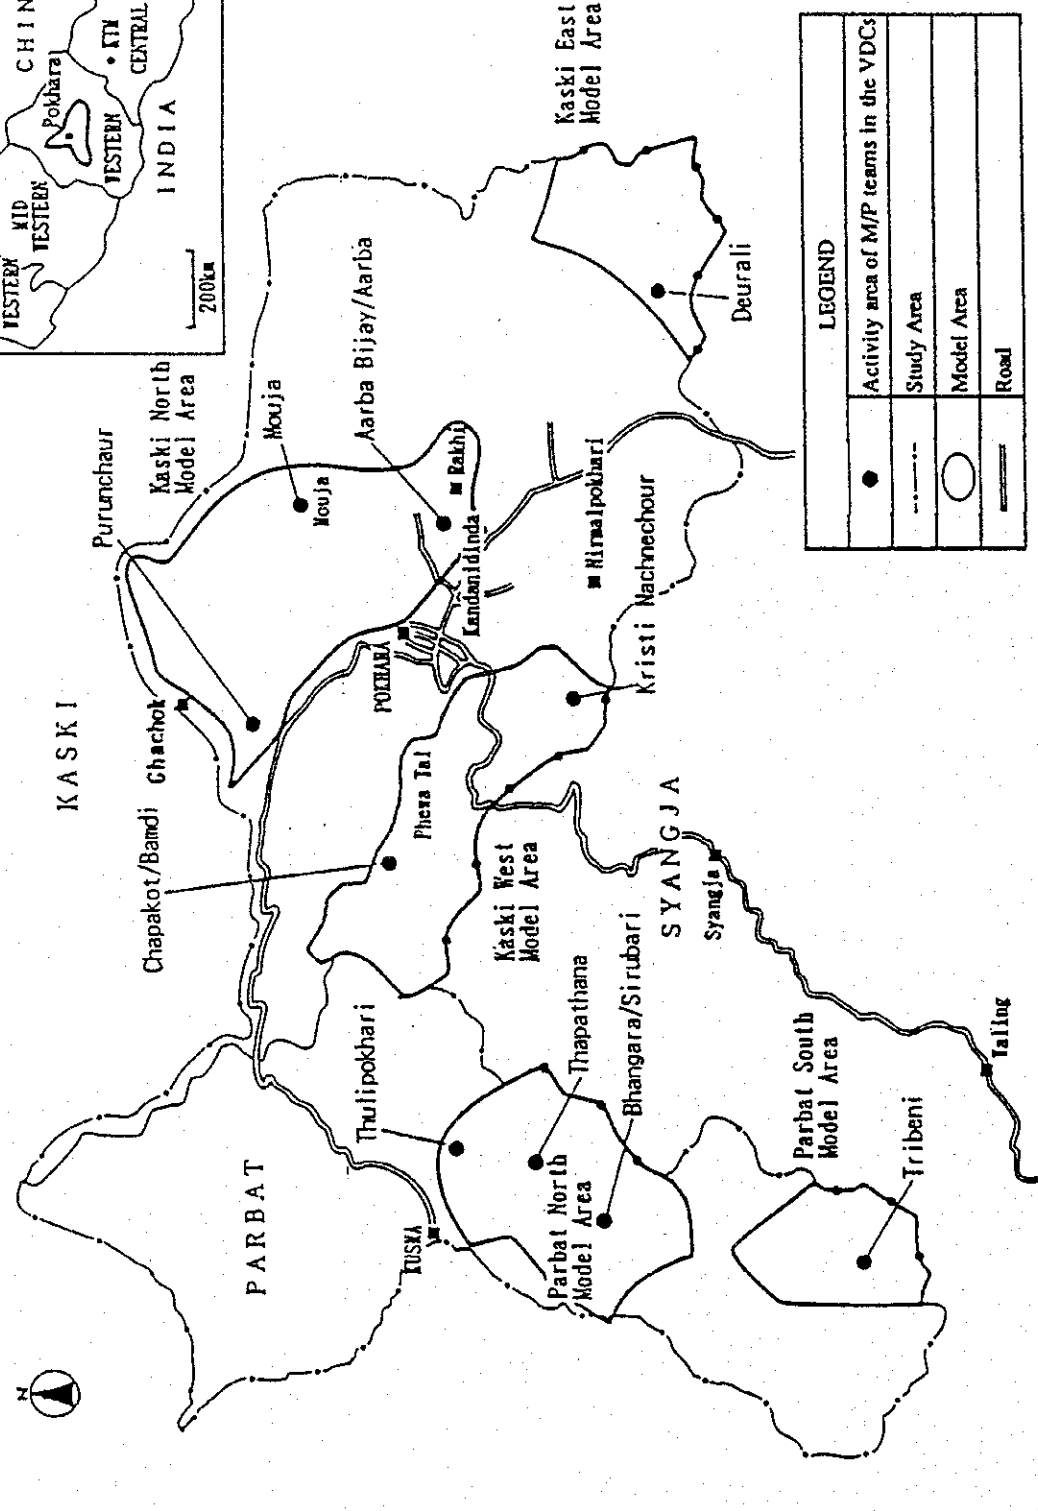 N
KASKI
PARBAT
SYANGJA
Purunchaur
Kaski North
Model Area
Mouja
Mouja
Aarba Bijay/Aarba
Rakhi
Kandanidinda
Nirmalpokhari
Kristi Nachnechour
Deurali
Kaski East
Model Area
Ghachok
Chapakot/Bamdi
POKHARA
Phewa Tal
Kaski West
Model Area
Syangja
Thulipokhari
Thapathana
Bhangara/Sirubari
KUSMA
Parbat North
Model Area
Parbat South
Model Area
Tribeni
CHIN
Pokhara
KTM
CENTRAL
MID
WESTERN
WESTERN
WESTERN
INDIA
200km
LEGEND
Activity area of M/P teams in the VDCs
Study Area
Model Area
Road